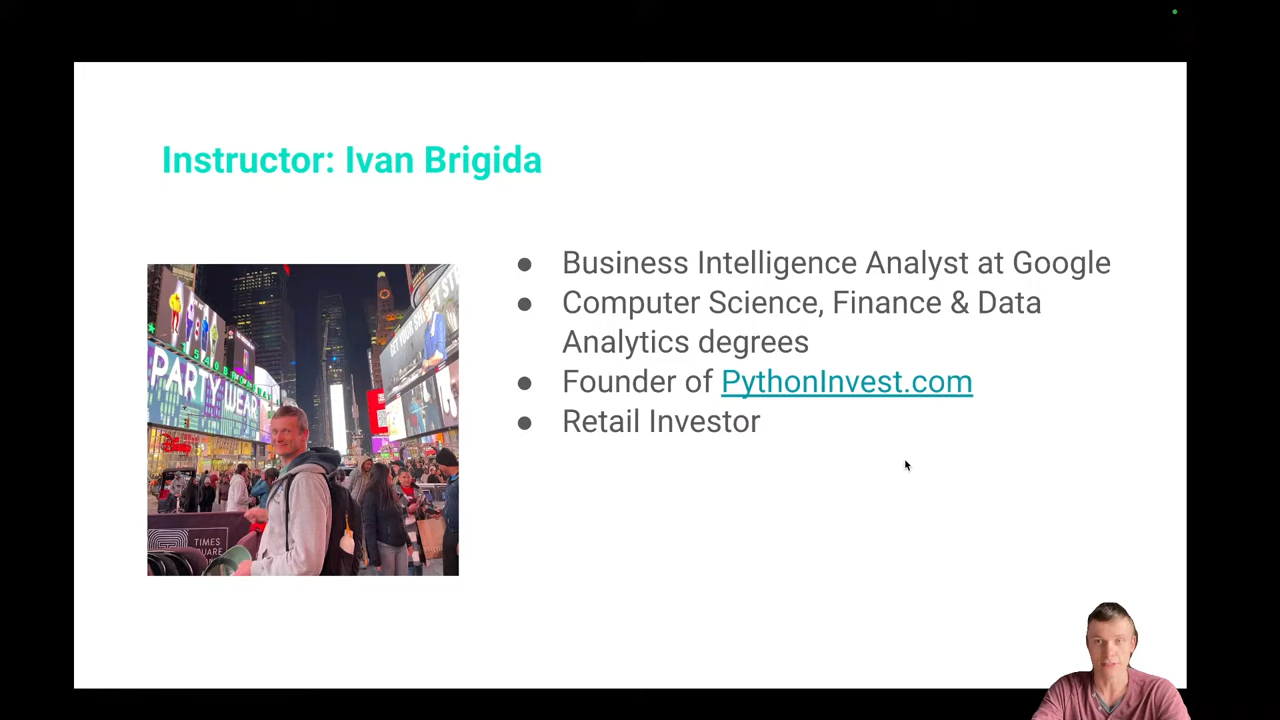 Instructor: Ivan Brigida
● Business Intelligence Analyst at Google
● Computer Science, Finance & Data
Analytics degrees
● Founder of PythonInvest.com
● Retail Investor
PARTY WEAR
TIMES